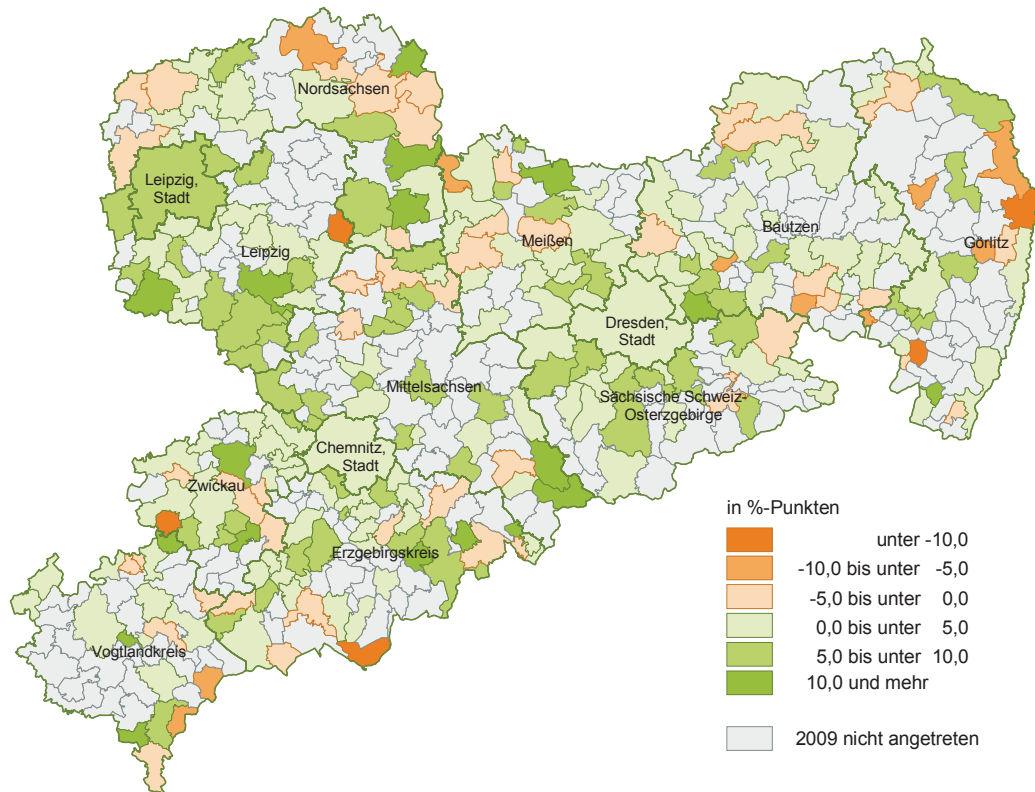 Nordsachsen
Leipzig,
Stadt
Leipzig
Meißen
Bautzen
Görlitz
Dresden,
Stadt
Mittelsachsen
Sächsische Schweiz-
Osterzgebirge
Chemnitz,
Stadt
Zwickau
Erzgebirgskreis
Vogtlandkreis
in %-Punkten
unter -10,0
-10,0 bis unter -5,0
-5,0 bis unter 0,0
0,0 bis unter 5,0
5,0 bis unter 10,0
10,0 und mehr
2009 nicht angetreten